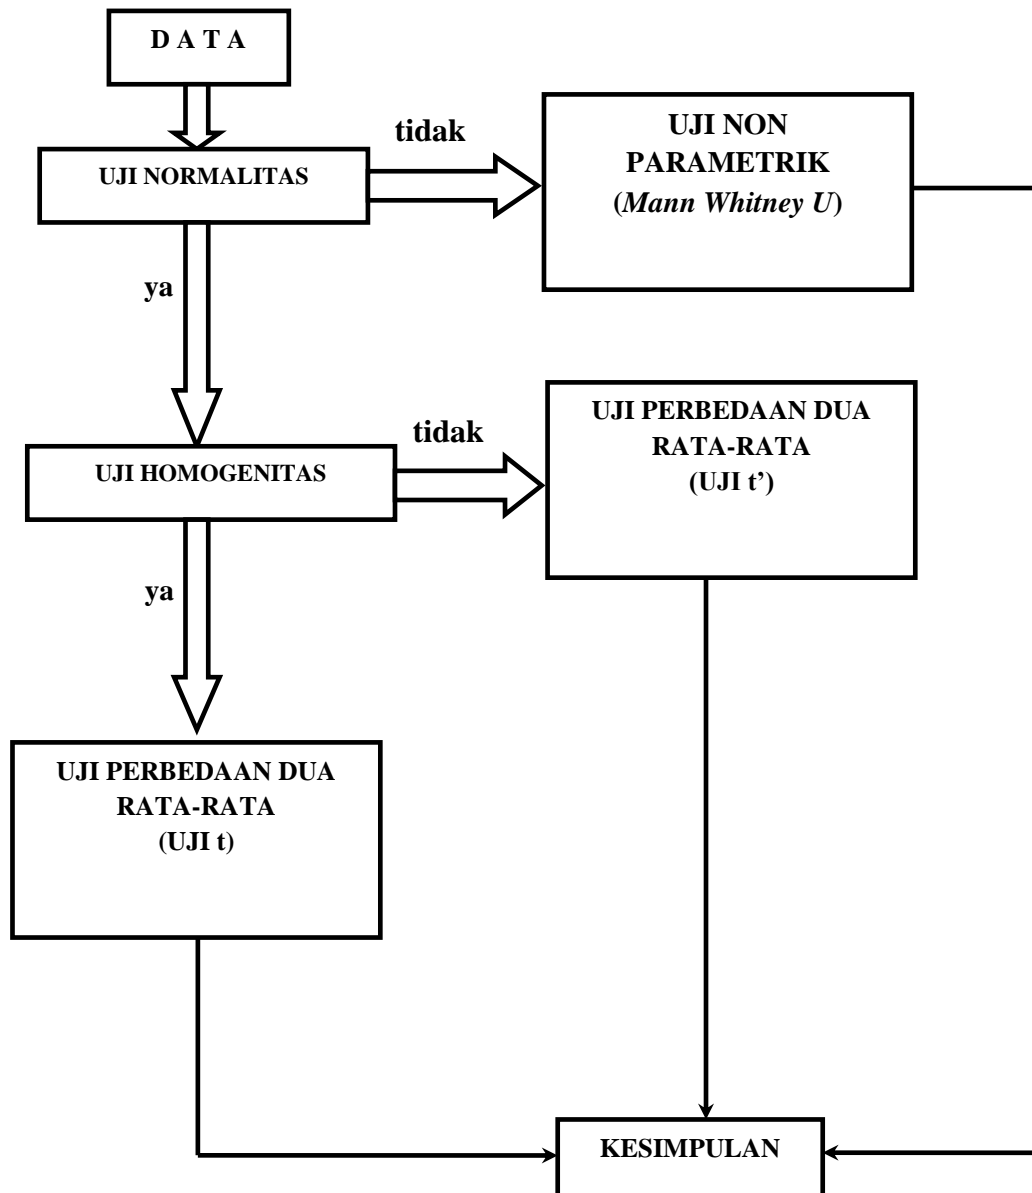 D A T A
tidak
UJI NORMALITAS
UJI NON
PARAMETRIK
(Mann Whitney U)
ya
tidak
UJI HOMOGENITAS
UJI PERBEDAAN DUA
RATA-RATA
(UJI t’)
ya
UJI PERBEDAAN DUA
RATA-RATA
(UJI t)
KESIMPULAN